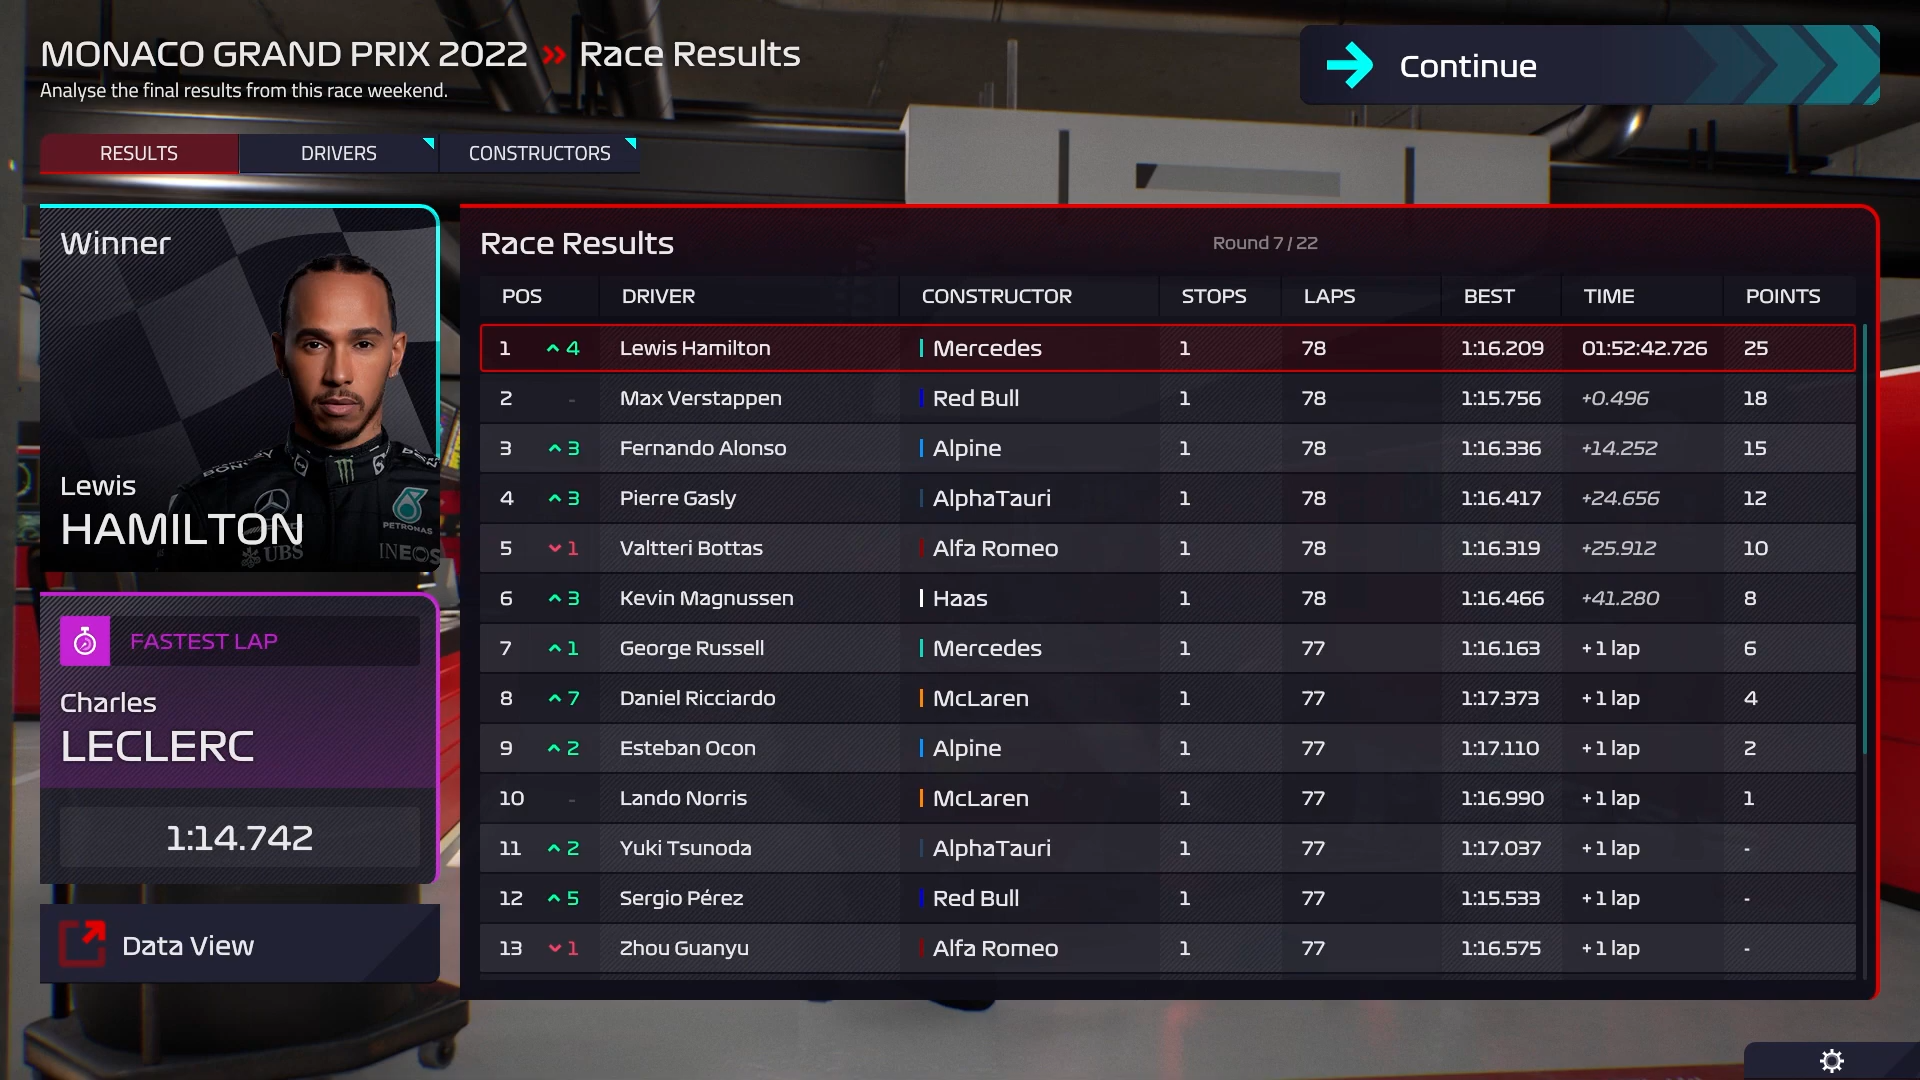 MONACO GRAND PRIX 2022 » Race Results
Analyse the final results from this race weekend.
Continue
RESULTS DRIVERS CONSTRUCTORS
Winner
Lewis
HAMILTON
PETRONAS
UBS
INEOS
FASTEST LAP
Charles
LECLERC
1:14.742
Data View
Race Results Round 7 / 22
POS DRIVER CONSTRUCTOR STOPS LAPS BEST TIME POINTS
1 4 Lewis Hamilton Mercedes 1 78 1:16.209 01:52:42.726 25
2 - Max Verstappen Red Bull 1 78 1:15.756 +0.496 18
3 3 Fernando Alonso Alpine 1 78 1:16.336 +14.252 15
4 3 Pierre Gasly AlphaTauri 1 78 1:16.417 +24.656 12
5 1 Valtteri Bottas Alfa Romeo 1 78 1:16.319 +25.912 10
6 3 Kevin Magnussen Haas 1 78 1:16.466 +41.280 8
7 1 George Russell Mercedes 1 77 1:16.163 + 1 lap 6
8 7 Daniel Ricciardo McLaren 1 77 1:17.373 + 1 lap 4
9 2 Esteban Ocon Alpine 1 77 1:17.110 + 1 lap 2
10 - Lando Norris McLaren 1 77 1:16.990 + 1 lap 1
11 2 Yuki Tsunoda AlphaTauri 1 77 1:17.037 + 1 lap -
12 5 Sergio Pérez Red Bull 1 77 1:15.533 + 1 lap -
13 1 Zhou Guanyu Alfa Romeo 1 77 1:16.575 + 1 lap -